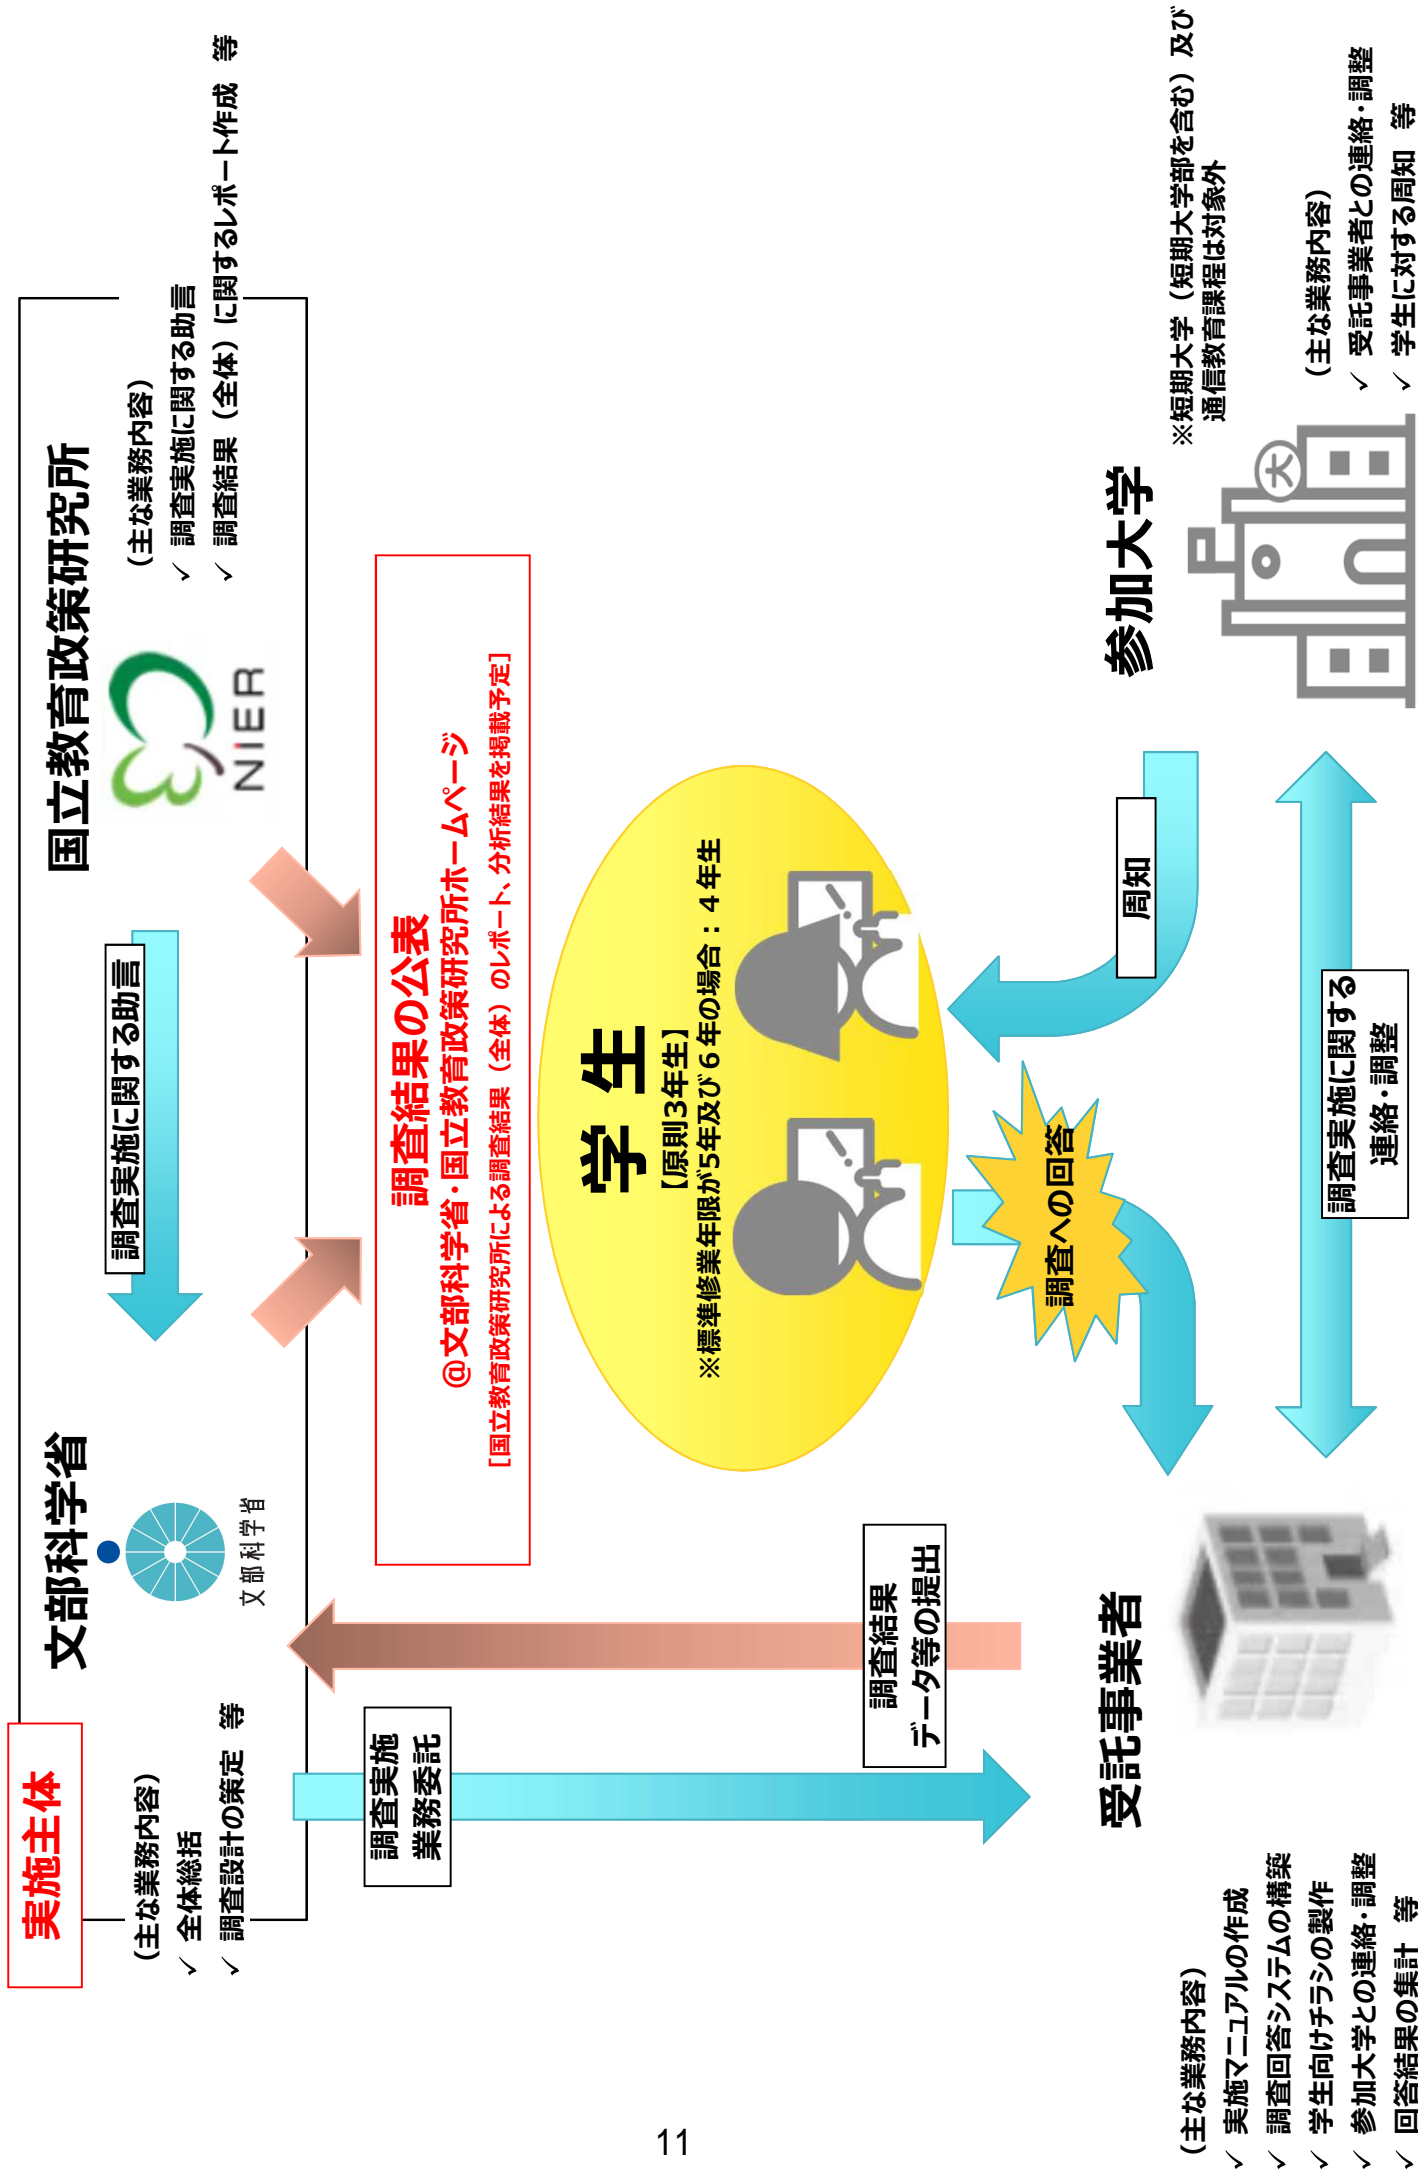 実施主体
文部科学省
文部科学省
(主な業務内容)
✓ 全体総括
✓ 調査設計の策定 等
調査実施に関する助言
国立教育政策研究所
NIER
(主な業務内容)
✓ 調査実施に関する助言
✓ 調査結果(全体)に関するレポート作成 等
調査結果の公表
@文部科学省・国立教育政策研究所ホームページ
[国立教育政策研究所による調査結果(全体)のレポート、分析結果を掲載予定]
調査実施
業務委託
調査結果
データ等の提出
学 生
【原則3年生】
※標準修業年限が5年及び6年の場合:4年生
調査への回答
周知
受託事業者
(主な業務内容)
✓ 実施マニュアルの作成
✓ 調査回答システムの構築
✓ 学生向けチラシの製作
✓ 参加大学との連絡・調整
✓ 回答結果の集計 等
調査実施に関する
連絡・調整
参加大学
大
※短期大学(短期大学部を含む)及び
通信教育課程は対象外
(主な業務内容)
✓ 受託事業者との連絡・調整
✓ 学生に対する周知 等
11